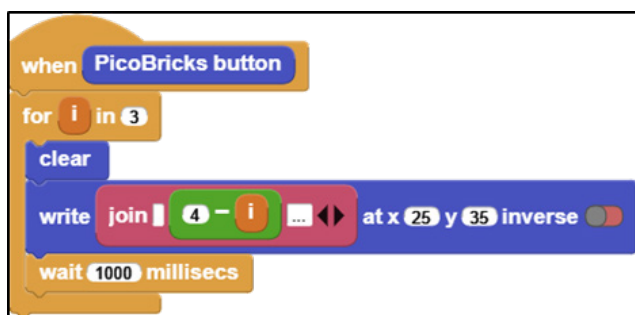 when PicoBricks button
for i in 3
clear
write join 4 - i ... at x 25 y 35 inverse
wait 1000 millisecs